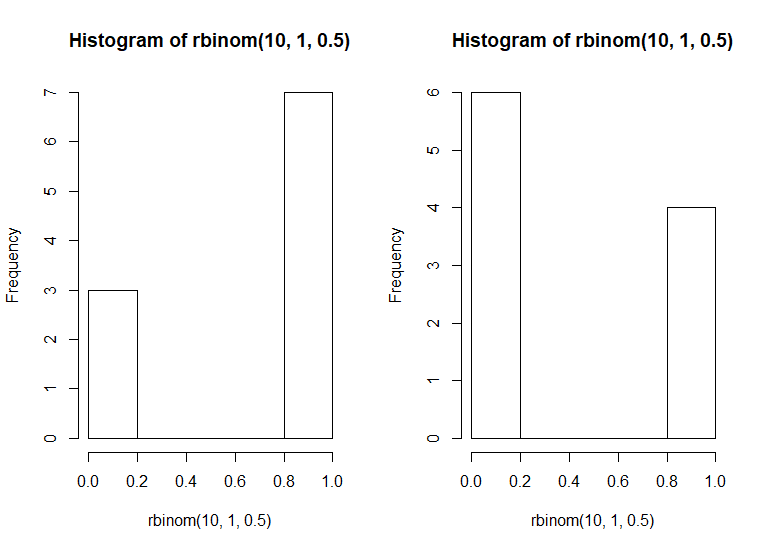 Histogram of rbinom(10, 1, 0.5)
Frequency
7
6
5
4
3
2
1
0
0.0 0.2 0.4 0.6 0.8 1.0
rbinom(10, 1, 0.5)
Histogram of rbinom(10, 1, 0.5)
Frequency
6
5
4
3
2
1
0
0.0 0.2 0.4 0.6 0.8 1.0
rbinom(10, 1, 0.5)